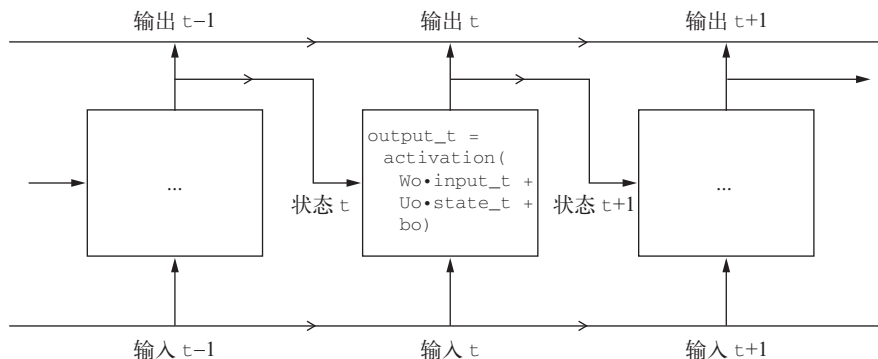 输出 t−1
输出 t
输出 t+1
...
output_t =
activation(
Wo•input_t +
Uo•state_t +
bo)
...
状态 t
状态 t+1
输入 t−1
输入 t
输入 t+1